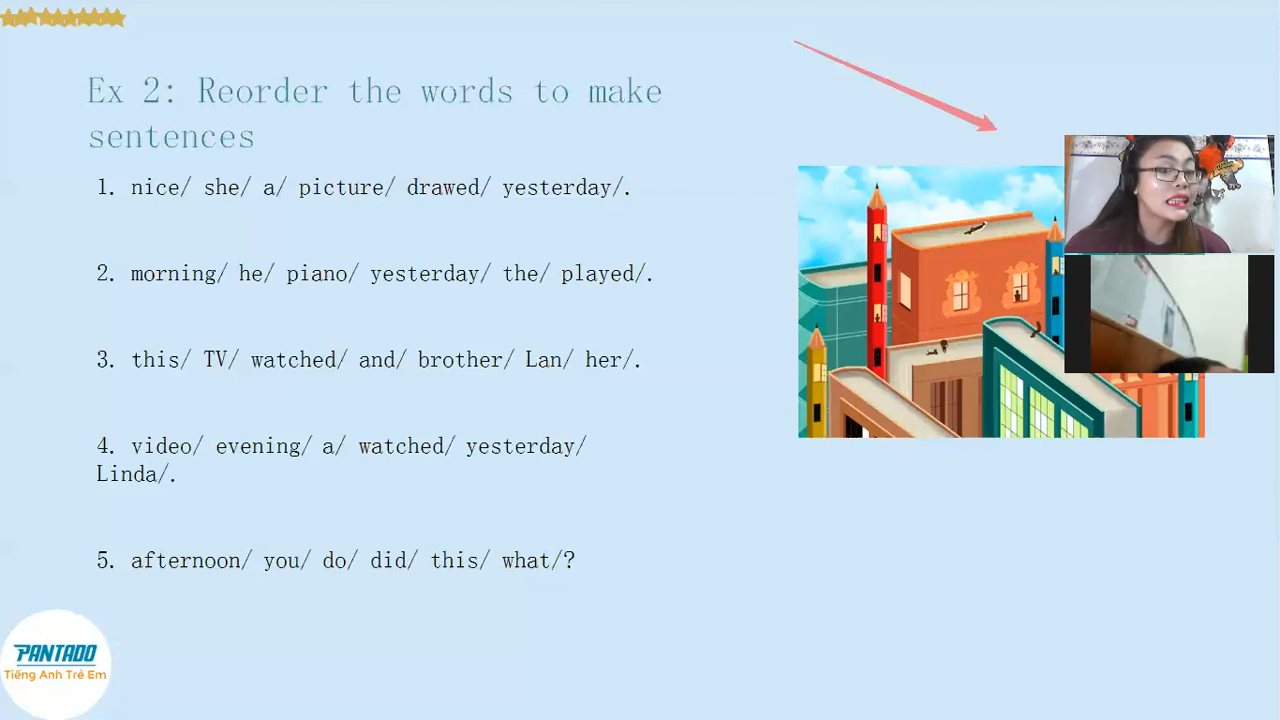 Ex 2: Reorder the words to make
sentences
1. nice/ she/ a/ picture/ drawed/ yesterday/.
2. morning/ he/ piano/ yesterday/ the/ played/.
3. this/ TV/ watched/ and/ brother/ Lan/ her/.
4. video/ evening/ a/ watched/ yesterday/
Linda/.
5. afternoon/ you/ do/ did/ this/ what/?
PANTADO
Tiếng Anh Trẻ Em